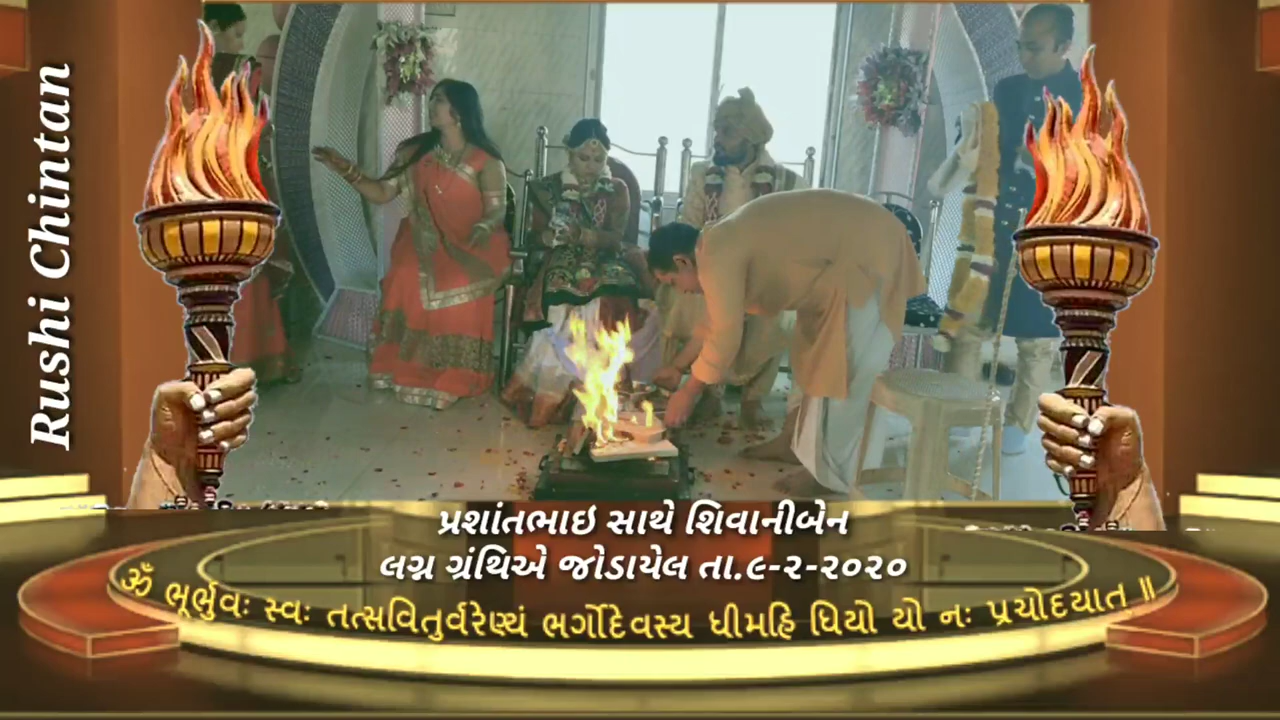 Rushi Chintan
પ્રશાંતભાઇ સાથે શિવાનીબેન
લગ્ન ગ્રંથિએ જોડાયેલ તા.૯-૨-૨૦૨૦
ૐ ભૂર્ભુવઃ સ્વઃ તત્સવિતુર્વરેણ્યં ભર્ગોદેવસ્ય ધીમહિ ધિયો યો નઃ પ્રચોદયાત ॥